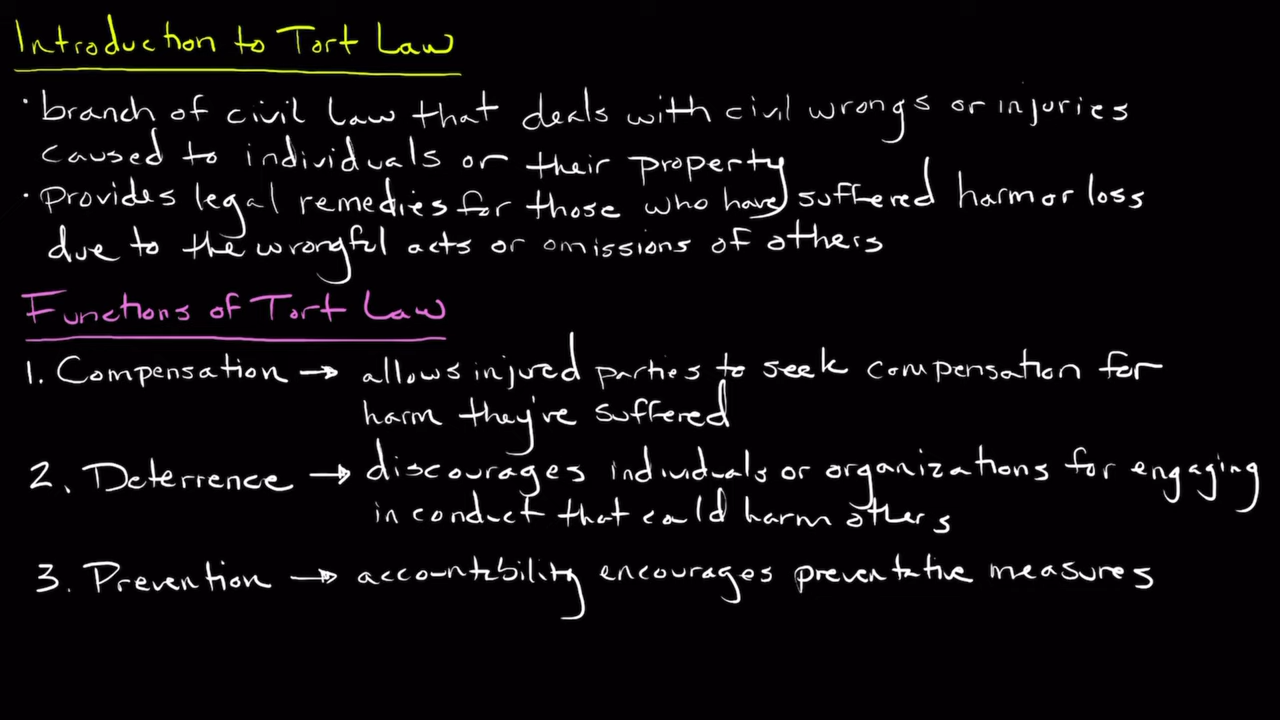 Introduction to Tort Law
· branch of civil law that deals with civil wrongs or injuries
caused to individuals or their property
· provides legal remedies for those who have suffered harm or loss
due to the wrongful acts or omissions of others
Functions of Tort Law
1. Compensation → allows injured parties to seek compensation for
harm they've suffered
2. Deterrence → discourages individuals or organizations for engaging
in conduct that could harm others
3. Prevention → accountability encourages preventative measures